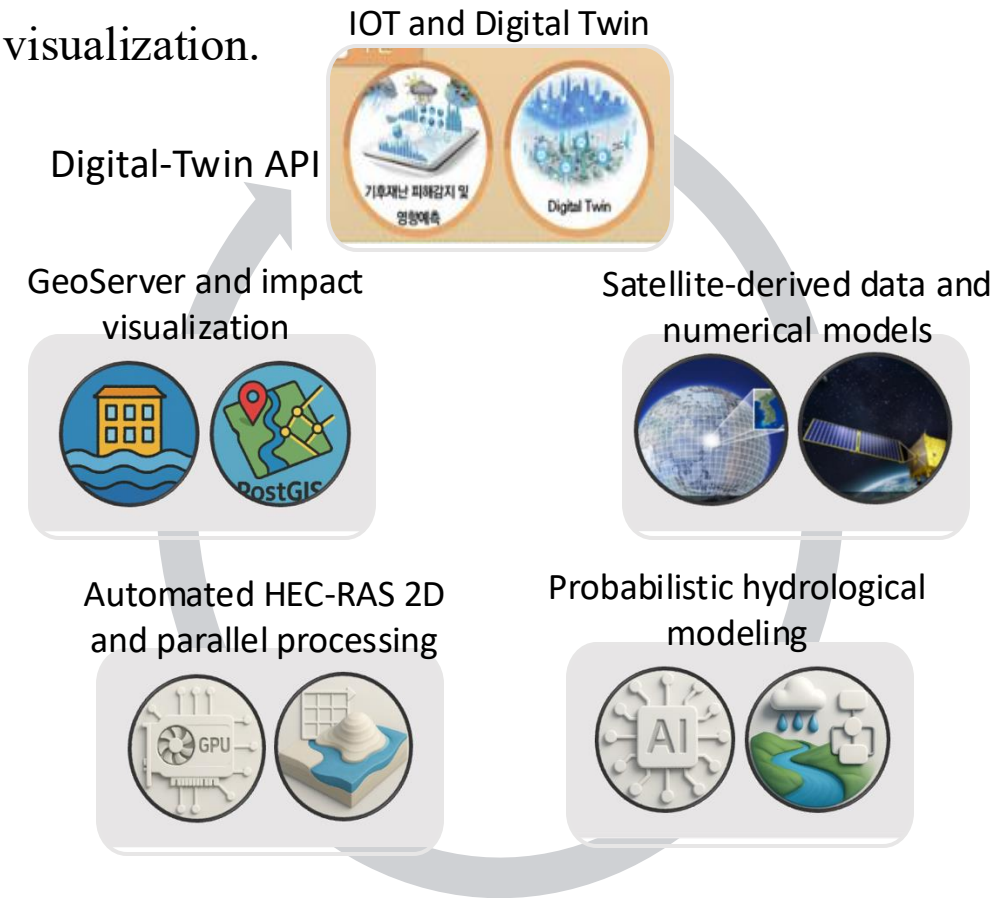 visualization.
IOT and Digital Twin
기후재난 피해감지 및
영향예측
Digital Twin
Digital-Twin API
GeoServer and impact
visualization
PostGIS
Satellite-derived data and
numerical models
Automated HEC-RAS 2D
and parallel processing
GPU
Probabilistic hydrological
modeling
AI